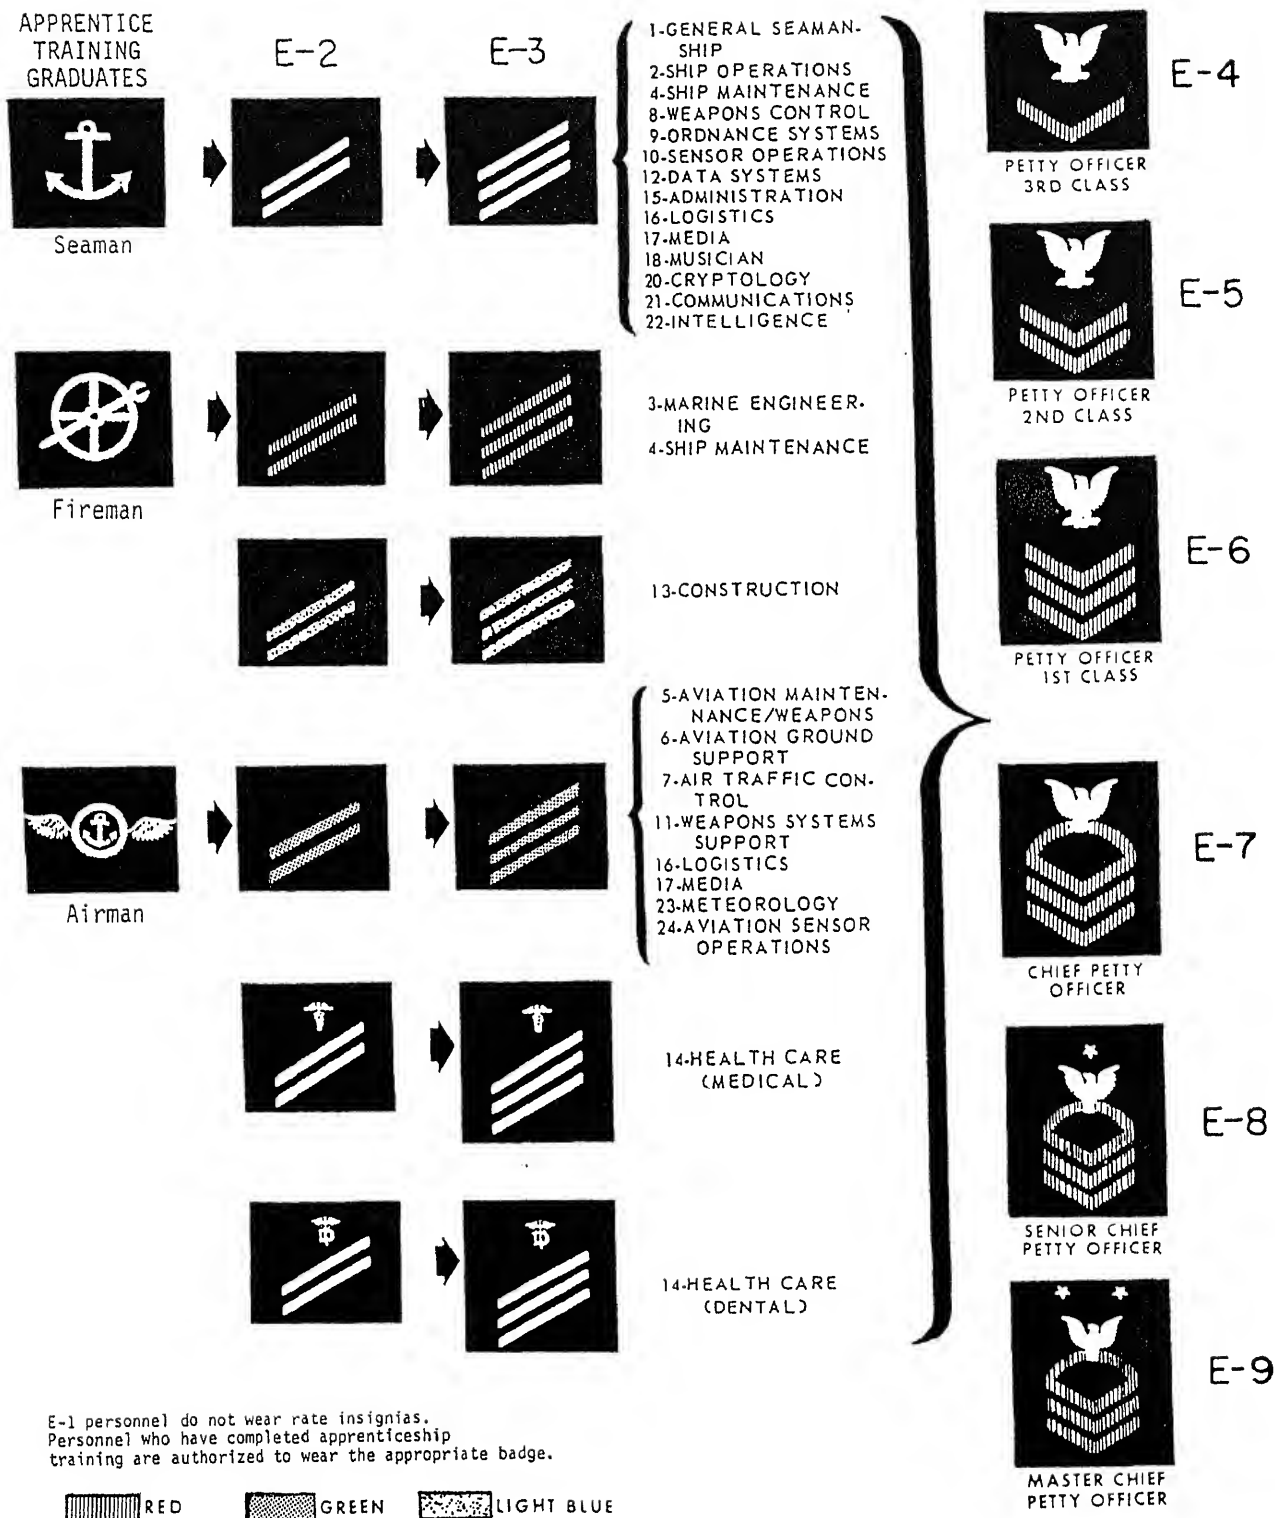 APPRENTICE
TRAINING
GRADUATES
E-2
E-3
Seaman
1-GENERAL SEAMAN-
SHIP
2-SHIP OPERATIONS
4-SHIP MAINTENANCE
8-WEAPONS CONTROL
9-ORDNANCE SYSTEMS
10-SENSOR OPERATIONS
12-DATA SYSTEMS
15-ADMINISTRATION
16-LOGISTICS
17-MEDIA
18-MUSICIAN
20-CRYPTOLOGY
21-COMMUNICATIONS
22-INTELLIGENCE
Fireman
3-MARINE ENGINEER-
ING
4-SHIP MAINTENANCE
13-CONSTRUCTION
Airman
5-AVIATION MAINTEN-
NANCE/WEAPONS
6-AVIATION GROUND
SUPPORT
7-AIR TRAFFIC CON-
TROL
11-WEAPONS SYSTEMS
SUPPORT
16-LOGISTICS
17-MEDIA
23-METEOROLOGY
24-AVIATION SENSOR
OPERATIONS
14-HEALTH CARE
(MEDICAL)
D
D
14-HEALTH CARE
(DENTAL)
E-4
PETTY OFFICER
3RD CLASS
E-5
PETTY OFFICER
2ND CLASS
E-6
PETTY OFFICER
1ST CLASS
E-7
CHIEF PETTY
OFFICER
E-8
SENIOR CHIEF
PETTY OFFICER
E-9
MASTER CHIEF
PETTY OFFICER
E-1 personnel do not wear rate insignias.
Personnel who have completed apprenticeship
training are authorized to wear the appropriate badge.
RED
GREEN
LIGHT BLUE